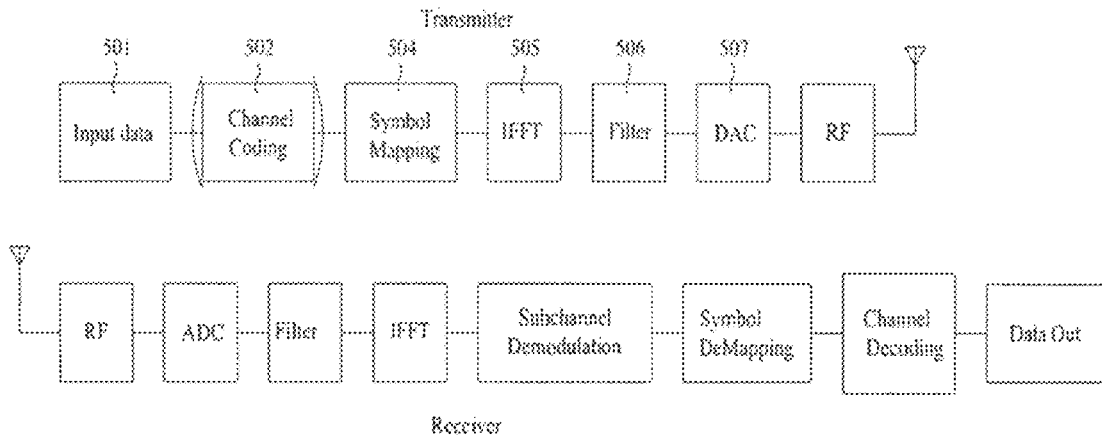 Transmitter
501
502
504
505
506
507
Input data
Channel
Coding
Symbol
Mapping
IFFT
Filter
DAC
RF
RF
ADC
Filter
IFFT
Subchannel
Demodulation
Symbol
DeMapping
Channel
Decoding
Data Out
Receiver